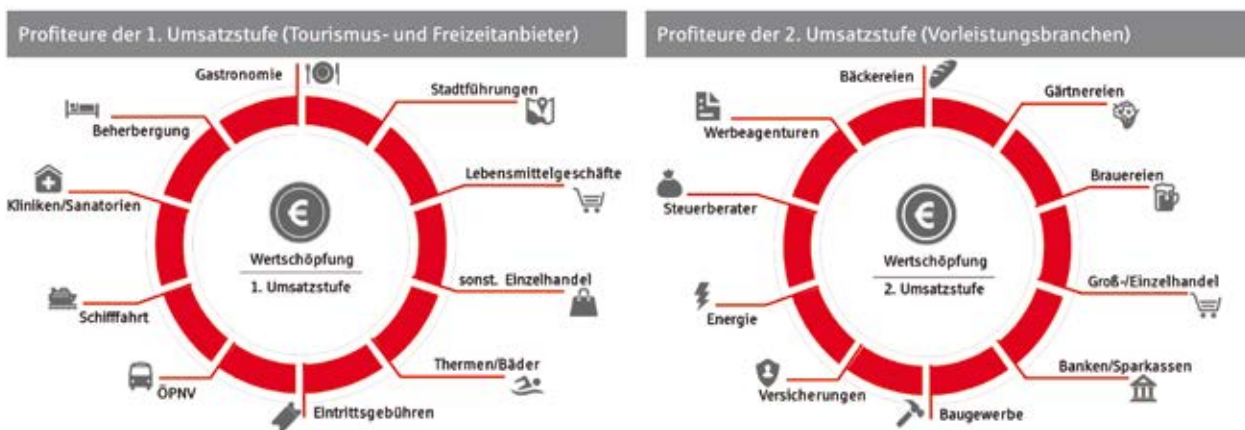 Profiteure der 1. Umsatzstufe (Tourismus- und Freizeitanbieter)
Gastronomie
Stadtführungen
Beherbergung
Lebensmittelgeschäfte
Kliniken/Sanatorien
€
Wertschöpfung
1. Umsatzstufe
sonst. Einzelhandel
Schifffahrt
Thermen/Bäder
ÖPNV
Eintrittsgebühren
Profiteure der 2. Umsatzstufe (Vorleistungsbranchen)
Bäckereien
Gärtnereien
Werbeagenturen
Brauereien
Steuerberater
€
Wertschöpfung
2. Umsatzstufe
Groß-/Einzelhandel
Energie
Banken/Sparkassen
Versicherungen
Baugewerbe